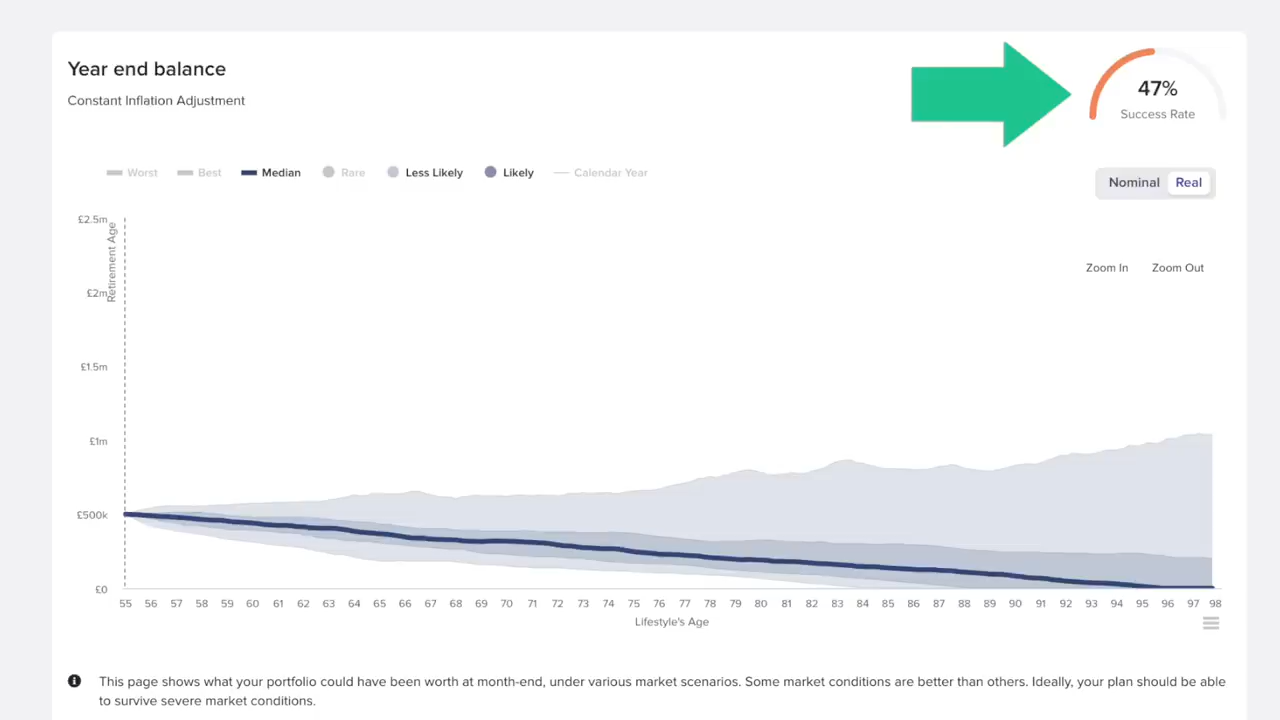 Year end balance
Constant Inflation Adjustment
47%
Success Rate
Worst Best Median Rare Less Likely Likely Calendar Year
Nominal Real
Zoom In Zoom Out
£2.5m
£2m
£1.5m
£1m
£500k
£0
Retirement Age
55 56 57 58 59 60 61 62 63 64 65 66 67 68 69 70 71 72 73 74 75 76 77 78 79 80 81 82 83 84 85 86 87 88 89 90 91 92 93 94 95 96 97 98
Lifestyle's Age
This page shows what your portfolio could have been worth at month-end, under various market scenarios. Some market conditions are better than others. Ideally, your plan should be able
to survive severe market conditions.